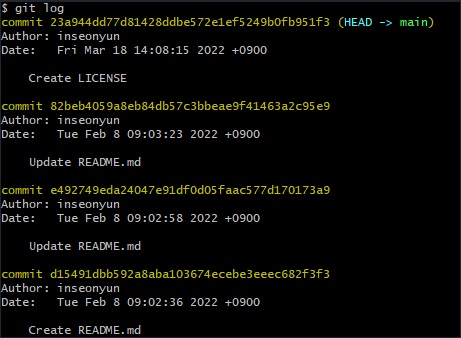 $ git log
commit 23a944dd77d81428ddbe572e1ef5249b0fb951f3 (HEAD -> main)
Author: inseonyun
Date:   Fri Mar 18 14:08:15 2022 +0900
Create LICENSE
commit 82beb4059a8eb84db57c3bbeae9f41463a2c95e9
Author: inseonyun
Date:   Tue Feb 8 09:03:23 2022 +0900
Update README.md
commit e492749eda24047e91df0d05faac577d170173a9
Author: inseonyun
Date:   Tue Feb 8 09:02:58 2022 +0900
Update README.md
commit d15491dbb592a8aba103674ecebe3eeec682f3f3
Author: inseonyun
Date:   Tue Feb 8 09:02:36 2022 +0900
Create README.md